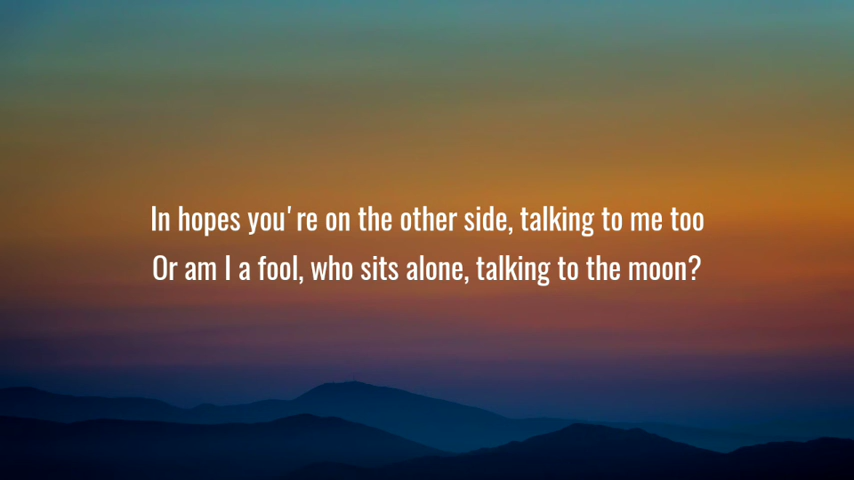 In hopes you're on the other side, talking to me too
Or am I a fool, who sits alone, talking to the moon?